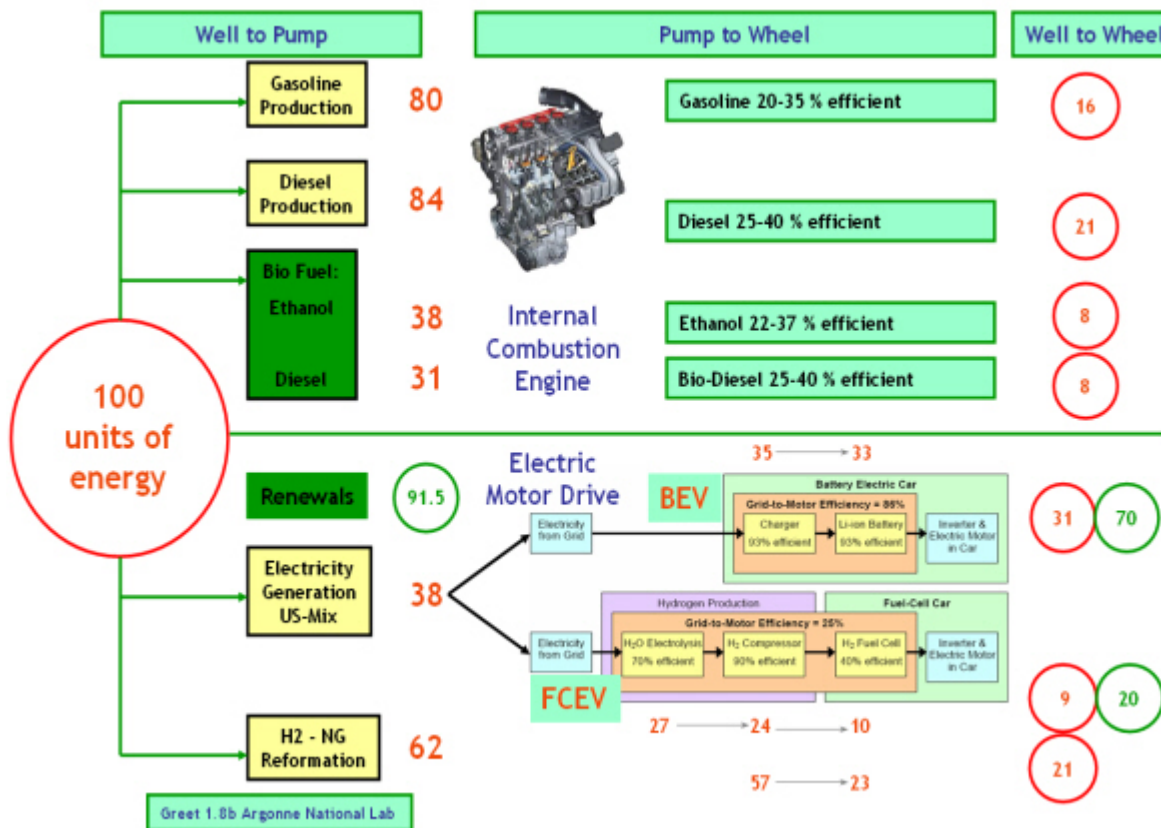 Well to Pump
Pump to Wheel
Well to Wheel
Gasoline
Production
80
Gasoline 20-35 % efficient
16
Diesel
Production
84
Diesel 25-40 % efficient
21
Bio Fuel:
Ethanol
38
Internal
Combustion
Engine
Ethanol 22-37 % efficient
8
Diesel
31
Bio-Diesel 25-40 % efficient
8
100
units of
energy
Renewals
91.5
Electric
Motor Drive
35
33
BEV
Battery Electric Car
Grid-to-Motor Efficiency = 86%
Electricity
from Grid
Charger
93% efficient
Li-ion Battery
93% efficient
Inverter &
Electric Motor
in Car
31
70
Electricity
Generation
US-Mix
38
Hydrogen Production
Fuel-Cell Car
Grid-to-Motor Efficiency = 25%
Electricity
from Grid
H2O Electrolysis
70% efficient
H2 Compressor
90% efficient
H2 Fuel Cell
40% efficient
Inverter &
Electric Motor
in Car
FCEV
27
24
10
9
20
H2 - NG
Reformation
62
57
23
21
Greet 1.8b Argonne National Lab